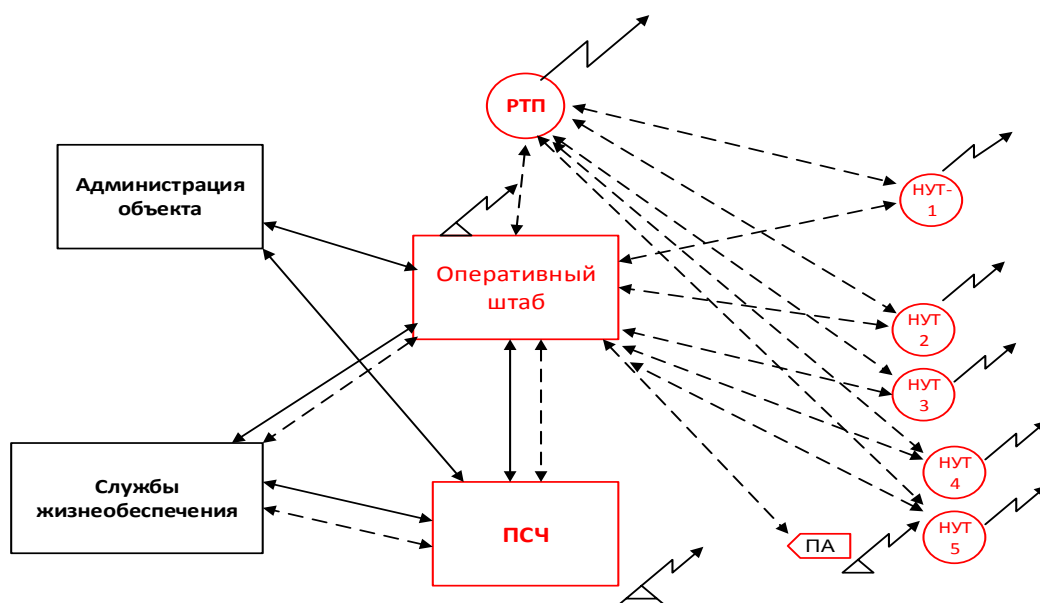 РТП
Администрация
объекта
НУТ-
1
Оперативный
штаб
НУТ
2
НУТ
3
НУТ
4
Службы
жизнеобеспечения
ПСЧ
ПА
НУТ
5